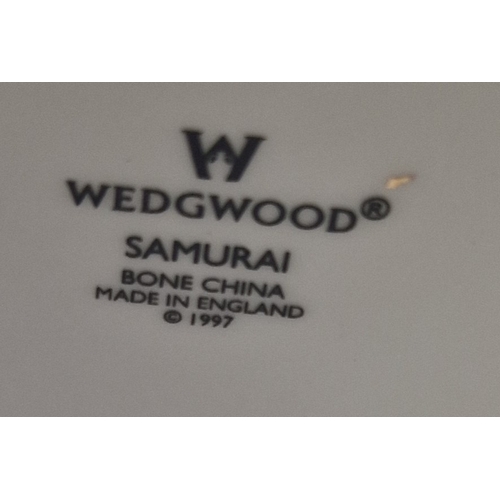 W
WEDGWOOD®
SAMURAI
BONE CHINA
MADE IN ENGLAND
© 1997